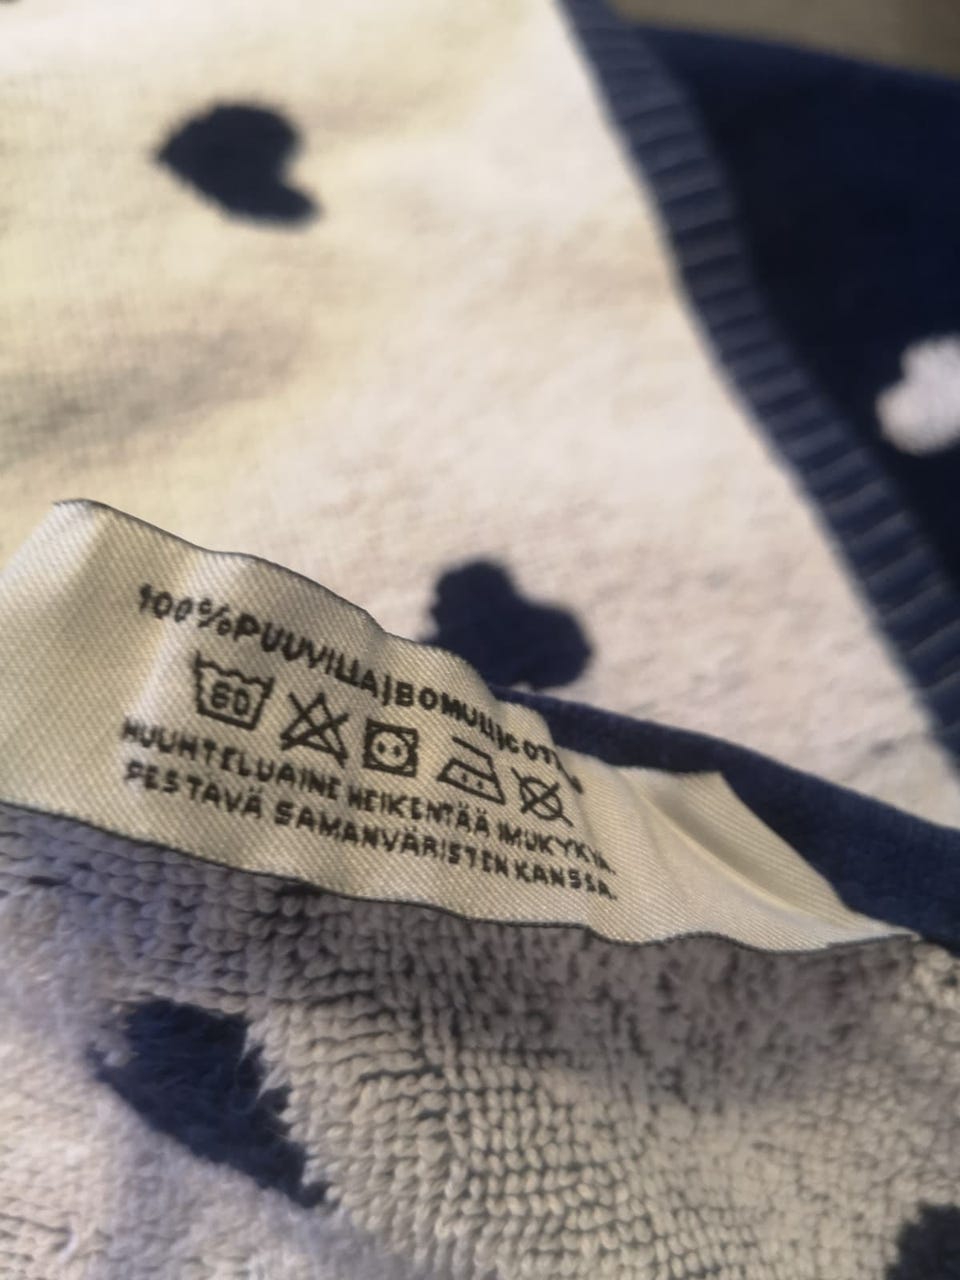 100% PUUVILLA|BOMULL|COTTON
60
HUUHTELUAINE HEIKENTÄÄ IMUKYKYÄ.
PESTÄVÄ SAMANVÄRISTEN KANSSA.